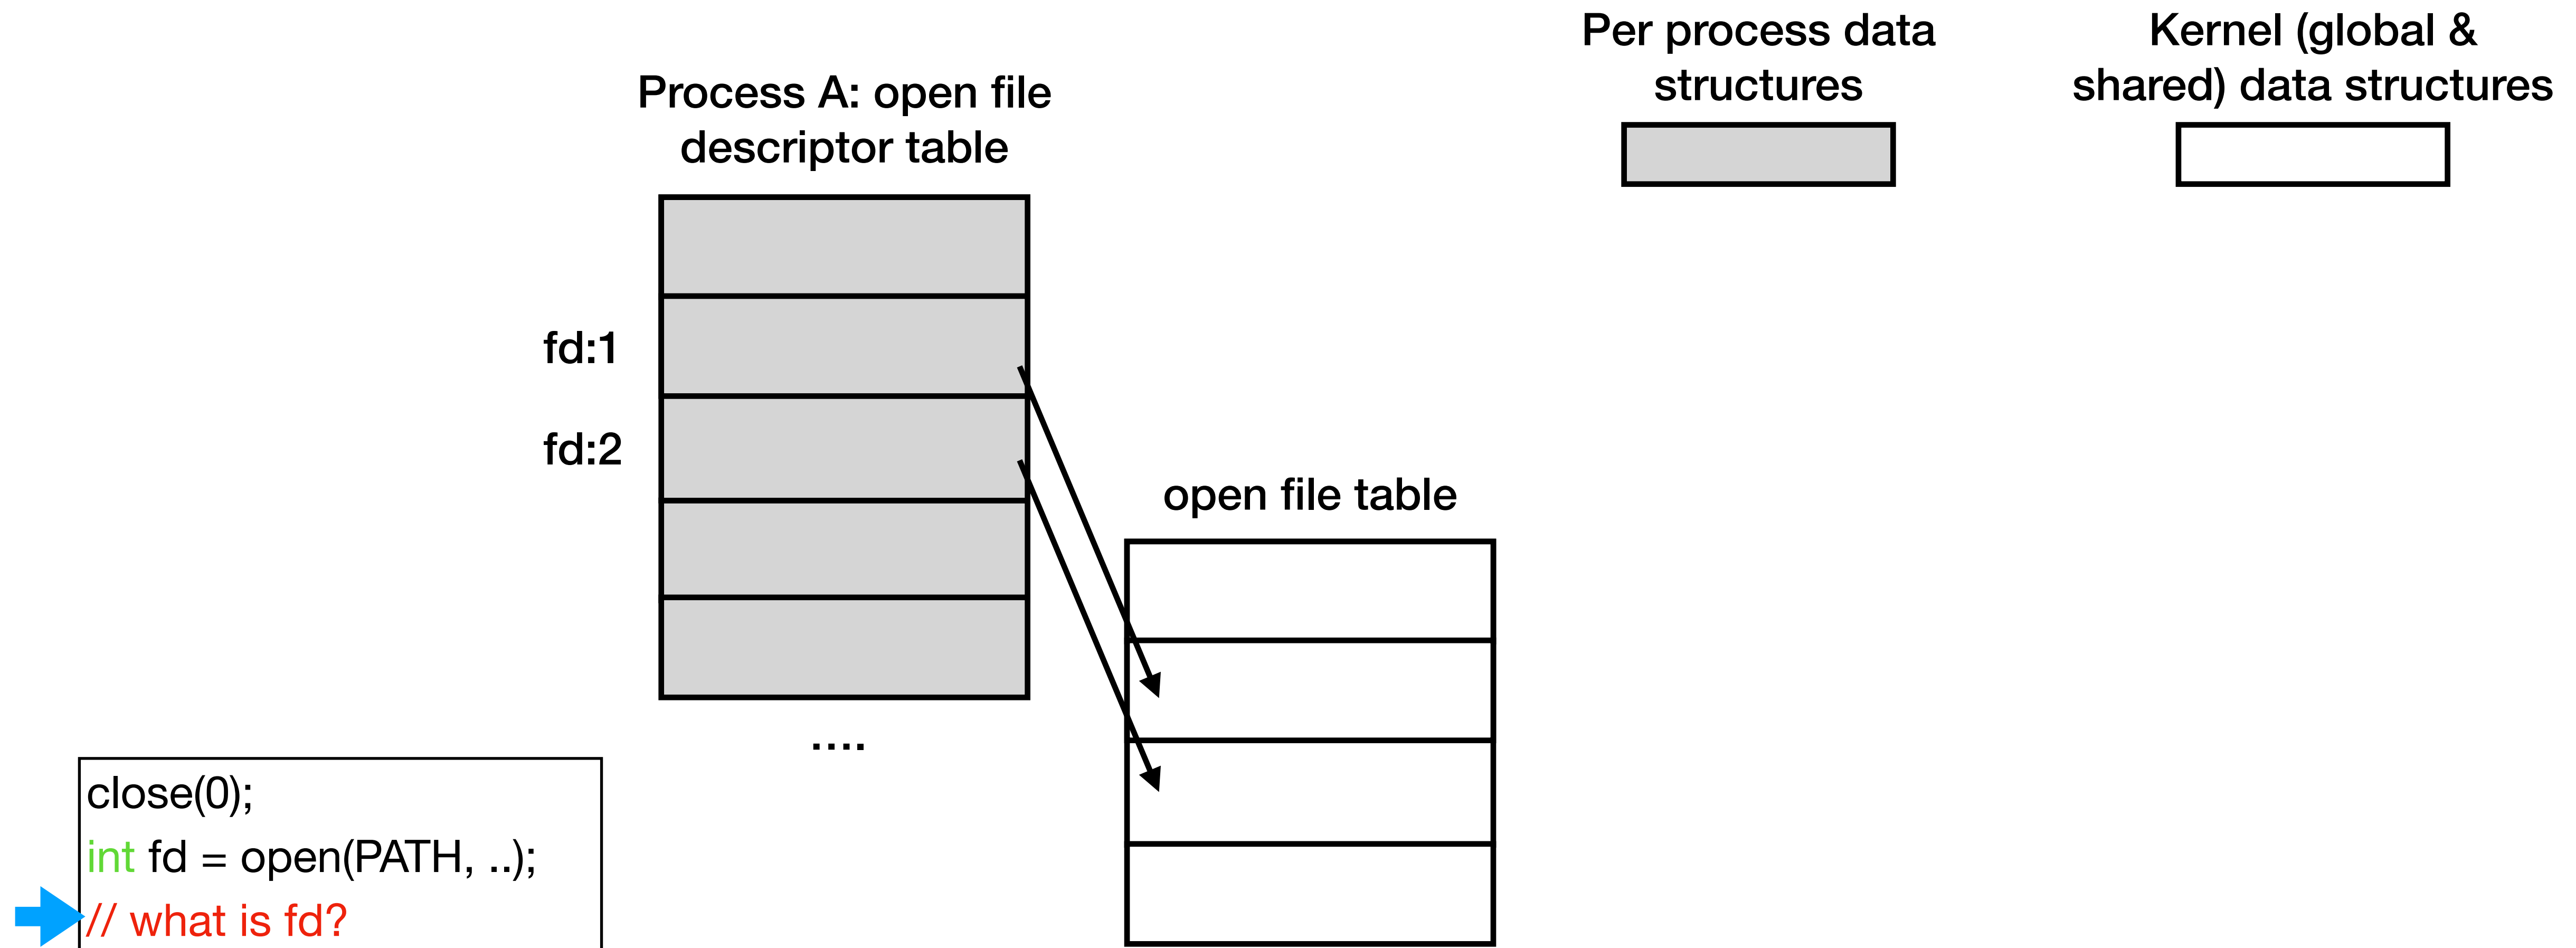 Per process data
structures
Kernel (global &
shared) data structures
Process A: open file
descriptor table
fd:1
fd:2
open file table
....
close(0);
int fd = open(PATH, ..);
// what is fd?